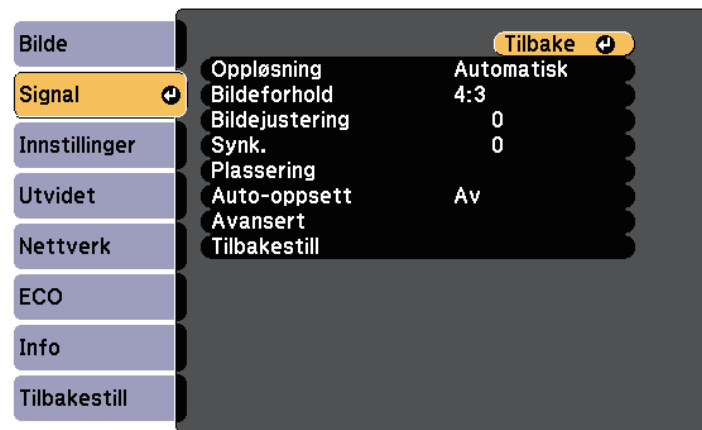 Bilde
Signal
Innstillinger
Utvidet
Nettverk
ECO
Info
Tilbakestill
Tilbake
Oppløsning Automatisk
Bildeforhold 4:3
Bildejustering 0
Synk. 0
Plassering
Auto-oppsett Av
Avansert
Tilbakestill